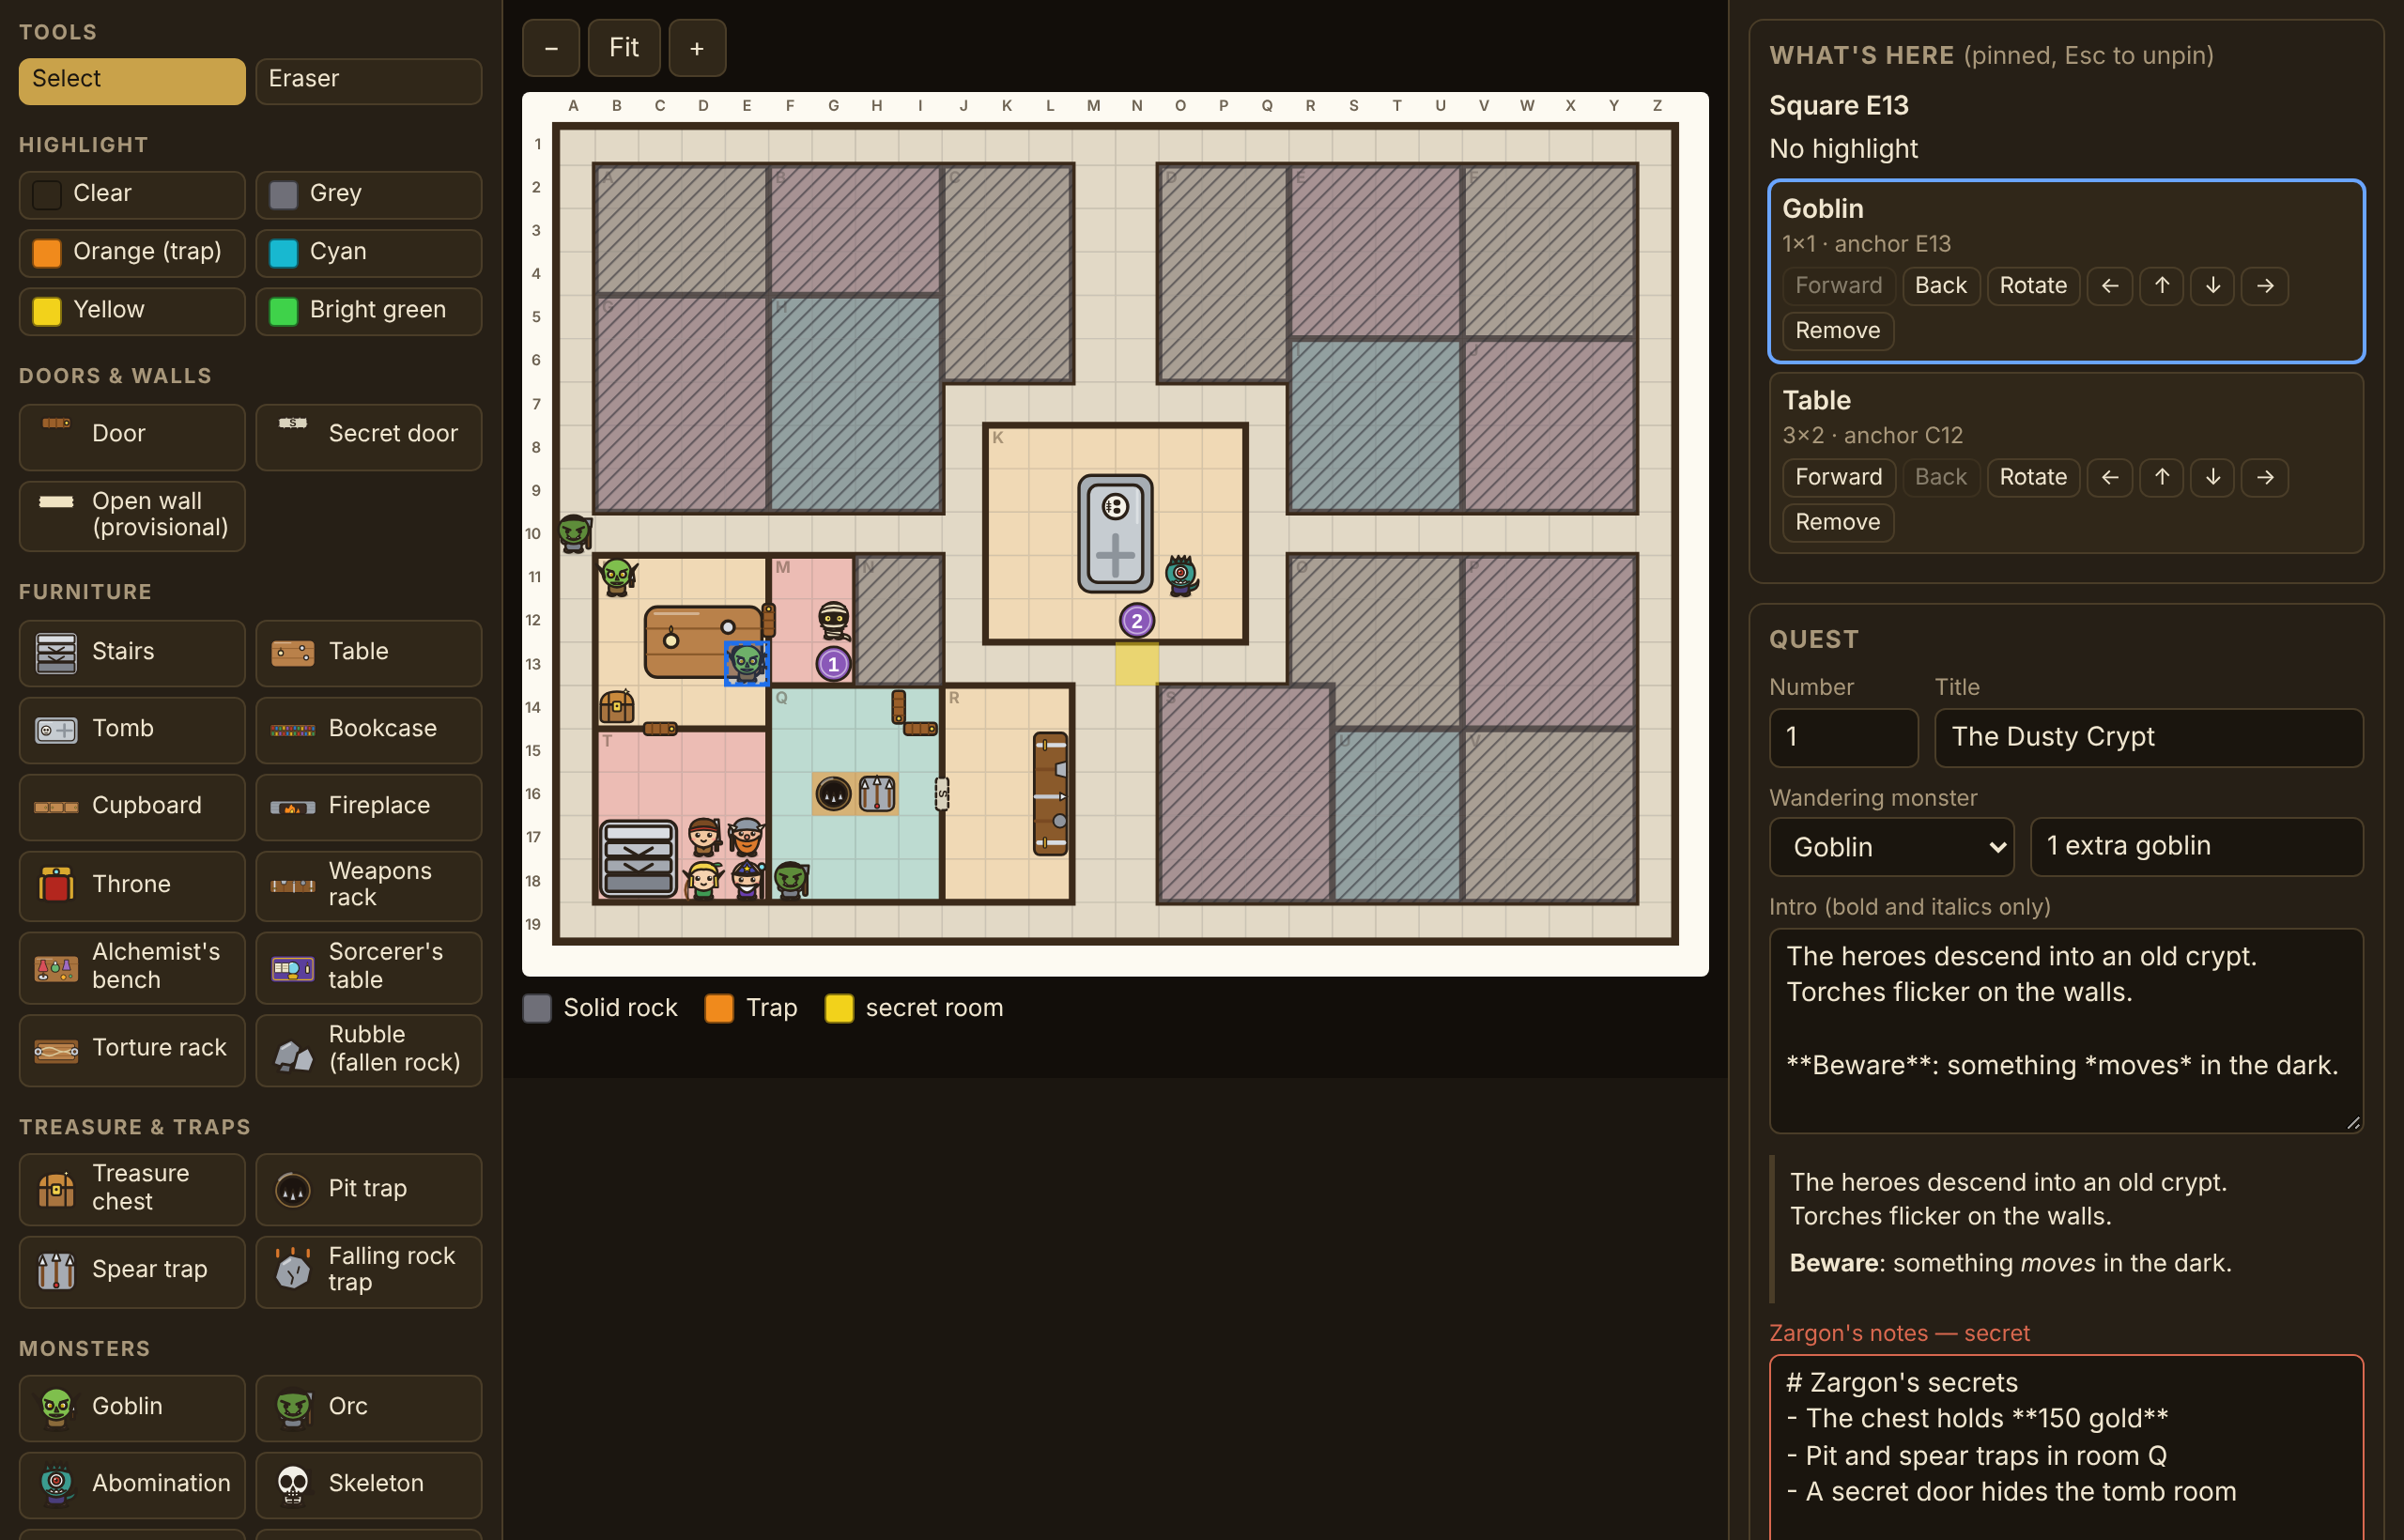 TOOLS
Select
Eraser
HIGHLIGHT
Clear
Grey
Orange (trap)
Cyan
Yellow
Bright green
DOORS & WALLS
Door
Secret door
Open wall
(provisional)
FURNITURE
Stairs
Table
Tomb
Bookcase
Cupboard
Fireplace
Throne
Weapons
rack
Alchemist's
bench
Sorcerer's
table
Torture rack
Rubble
(fallen rock)
TREASURE & TRAPS
Treasure
chest
Pit trap
Spear trap
Falling rock
trap
MONSTERS
Goblin
Orc
Abomination
Skeleton
− Fit +
A B C D E F G H I J K L M N O P Q R S T U V W X Y Z
1
2
3
4
5
6
7
8
9
10
11
12
13
14
15
16
17
18
19
A B C D E F
G H
I J
K
M N O P
2
1
Q R S
T U V
S
Solid rock
Trap
secret room
WHAT'S HERE (pinned, Esc to unpin)
Square E13
No highlight
Goblin
1×1 · anchor E13
Forward Back Rotate ← ↑ ↓ →
Remove
Table
3×2 · anchor C12
Forward Back Rotate ← ↑ ↓ →
Remove
QUEST
Number Title
1 The Dusty Crypt
Wandering monster
Goblin 1 extra goblin
Intro (bold and italics only)
The heroes descend into an old crypt.
Torches flicker on the walls.
**Beware**: something *moves* in the dark.
The heroes descend into an old crypt.
Torches flicker on the walls.
Beware: something moves in the dark.
Zargon's notes — secret
# Zargon's secrets
- The chest holds **150 gold**
- Pit and spear traps in room Q
- A secret door hides the tomb room